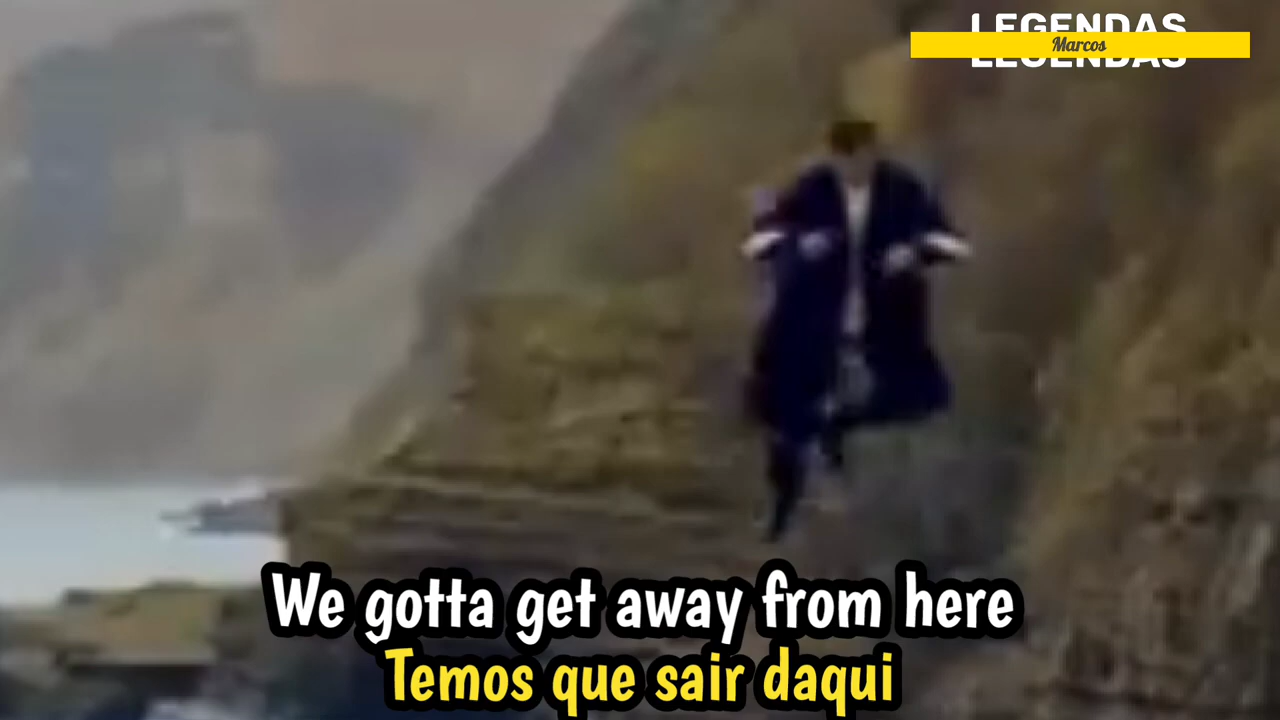 LEGENDAS
Marcos
LEGENDAS
We gotta get away from here
Temos que sair daqui